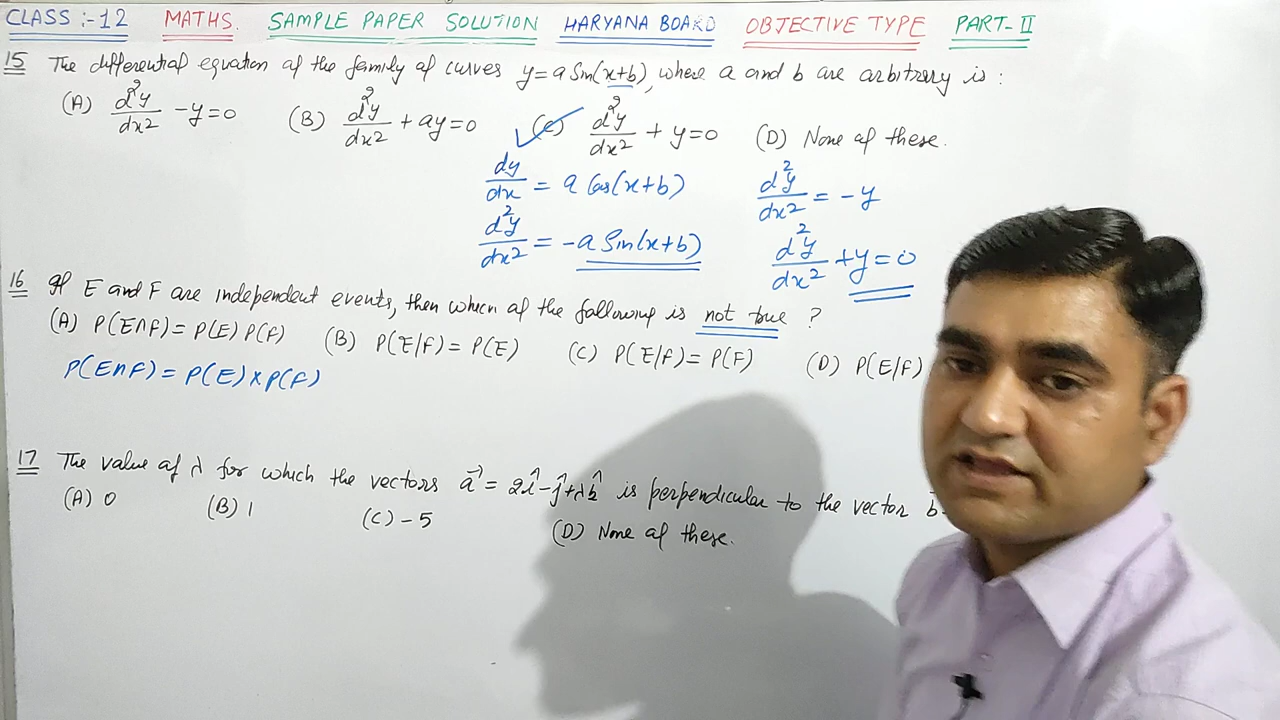 CLASS :- 12 MATHS. SAMPLE PAPER SOLUTION HARYANA BOARD OBJECTIVE TYPE PART-II
15 The differential equation of the family of curves y = a Sin(x+b), where a and b are arbitrary is :
(A) d²y/dx² - y = 0 (B) d²y/dx² + ay = 0 (C) d²y/dx² + y = 0 (D) None of these.
dy/dx = a Cos(x+b) d²y/dx² = -y
d²y/dx² = -a Sin(x+b) d²y/dx² + y = 0
16 If E and F are independent events, then which of the following is not true ?
(A) P(E∩F) = P(E) P(F) (B) P(E/F) = P(E) (C) P(E/F) = P(F) (D) P(E/F)
P(E∩F) = P(E) × P(F)
17 The value of λ for which the vectors a⃗ = 2î - ĵ + λk̂ is perpendicular to the vector b⃗
(A) 0 (B) 1 (C) -5 (D) None of these.